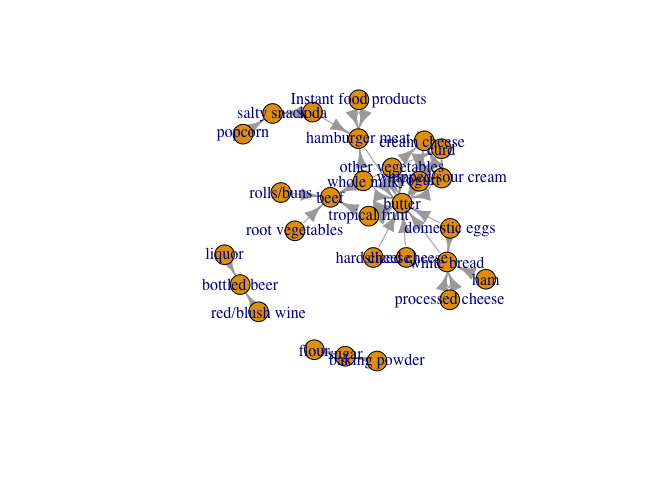 Instant food products
salty snack
soda
popcorn
hamburger meat
cream cheese
curd
other vegetables
whole milk
yogurt
whipped/sour cream
rolls/buns
beef
butter
tropical fruit
root vegetables
domestic eggs
liquor
hard cheese
sliced cheese
white bread
ham
bottled beer
processed cheese
red/blush wine
flour
sugar
baking powder